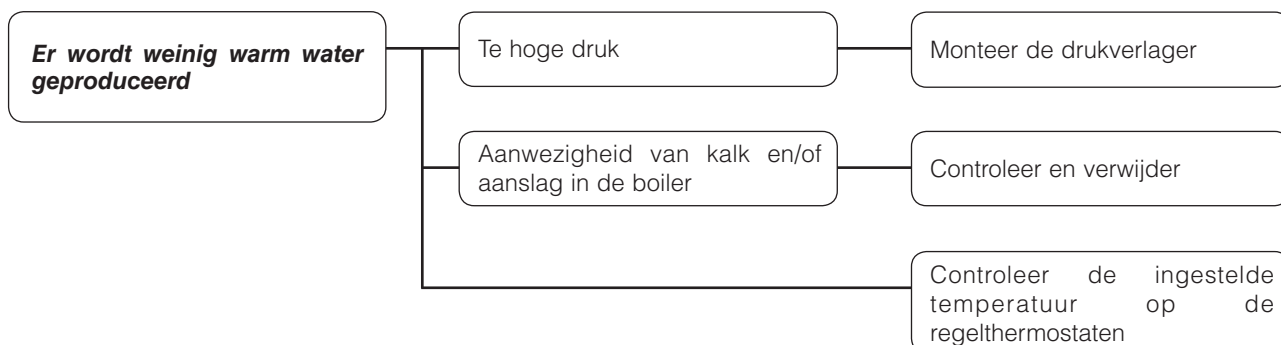 Er wordt weinig warm water
geproduceerd
Te hoge druk
Monteer de drukverlager
Aanwezigheid van kalk en/of
aanslag in de boiler
Controleer en verwijder
Controleer de ingestelde
temperatuur op de
regelthermostaten